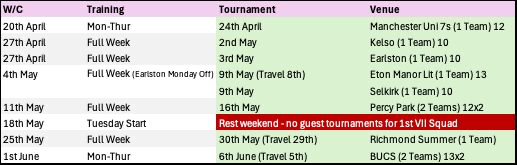 W/C Training Tournament Venue
20th April Mon-Thur 24th April Manchester Uni 7s (1 Team) 12
27th April Full Week 2nd May Kelso (1 Team) 10
27th April Full Week 3rd May Earlston (1 Team) 10
4th May Full Week (Earlston Monday Off) 9th May (Travel 8th) Eton Manor Lit (1 Team) 13
9th May Selkirk (1 Team) 10
11th May Full Week 16th May Percy Park (2 Teams) 12x2
18th May Tuesday Start Rest weekend - no guest tournaments for 1st VII Squad
25th May Full Week 30th May (Travel 29th) Richmond Summer (1 Team)
1st June Mon-Thur 6th June (Travel 5th) BUCS (2 Teams) 13x2